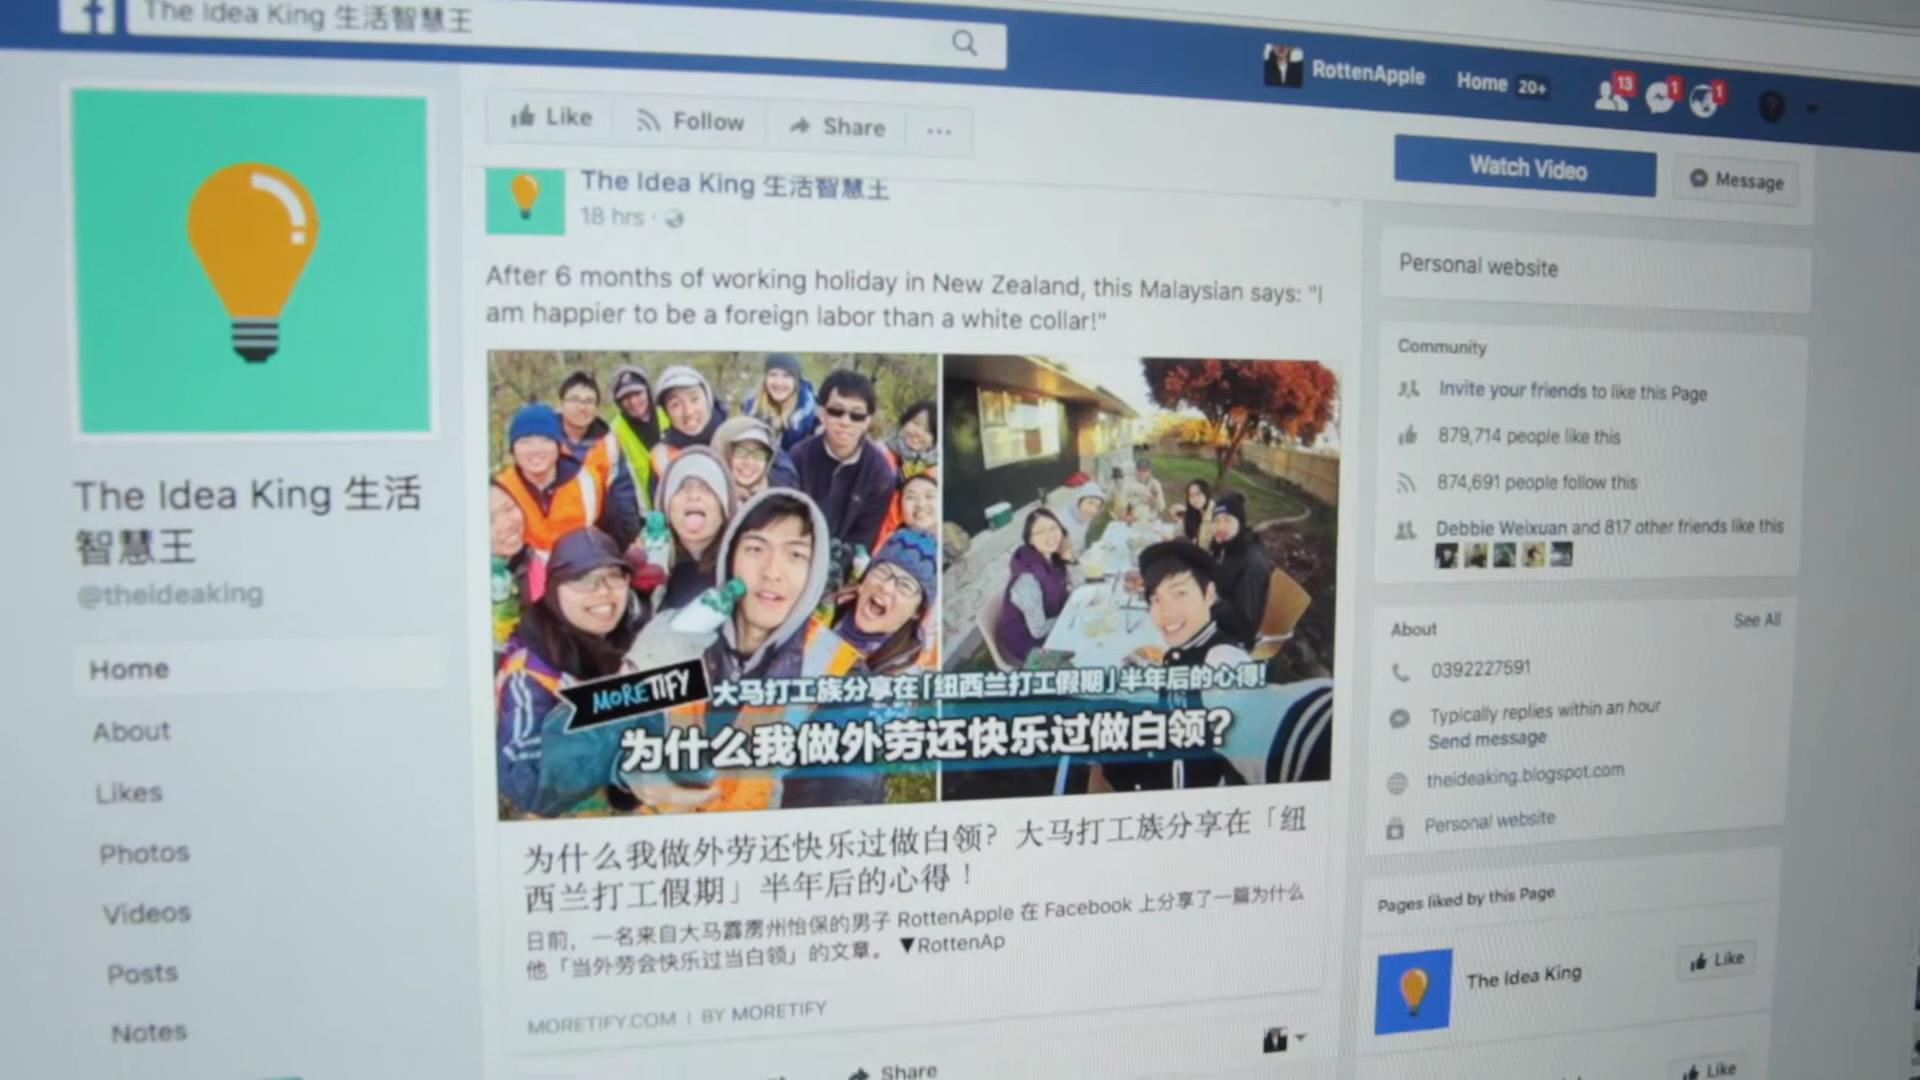 The Idea King 生活智慧王
RottenApple
Home 20+
13
1
1
Like
Follow
Share
Watch Video
Message
The Idea King 生活智慧王
18 hrs
After 6 months of working holiday in New Zealand, this Malaysian says: "I
am happier to be a foreign labor than a white collar!"
MORETIFY
大马打工族分享在「纽西兰打工假期」半年后的心得!
为什么我做外劳还快乐过做白领?
为什么我做外劳还快乐过做白领? 大马打工族分享在「纽
西兰打工假期」半年后的心得！
日前，一名来自大马霹雳州怡保的男子 RottenApple 在 Facebook 上分享了一篇为什么
他「当外劳会快乐过当白领」的文章。 ▼RottenAp
MORETIFY.COM | BY MORETIFY
Share
The Idea King 生活
智慧王
@theideaking
Home
About
Likes
Photos
Videos
Posts
Notes
Personal website
Community
Invite your friends to like this Page
879,714 people like this
874,691 people follow this
Debbie Weixuan and 817 other friends like this
About
See All
0392227591
Typically replies within an hour
Send message
theideaking.blogspot.com
Personal website
Pages liked by this Page
The Idea King
Like
Like